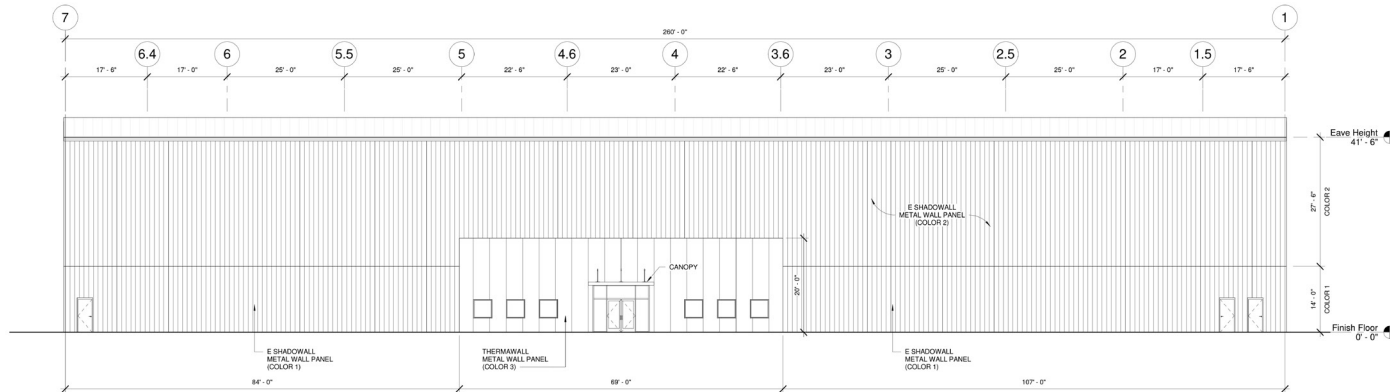 7
1
260' - 0"
6.4
6
5.5
5
4.6
4
3.6
3
2.5
2
1.5
17' - 6"
17' - 0"
25' - 0"
25' - 0"
22' - 6"
23' - 0"
22' - 6"
23' - 0"
25' - 0"
25' - 0"
17' - 0"
17' - 6"
Eave Height
41' - 6"
27' - 6"
COLOR 2
E SHADOWALL
METAL WALL PANEL
(COLOR 2)
CANOPY
20' - 0"
14' - 0"
COLOR 1
Finish Floor
0' - 0"
E SHADOWALL
METAL WALL PANEL
(COLOR 1)
THERMAWALL
METAL WALL PANEL
(COLOR 3)
E SHADOWALL
METAL WALL PANEL
(COLOR 1)
84' - 0"
69' - 0"
107' - 0"